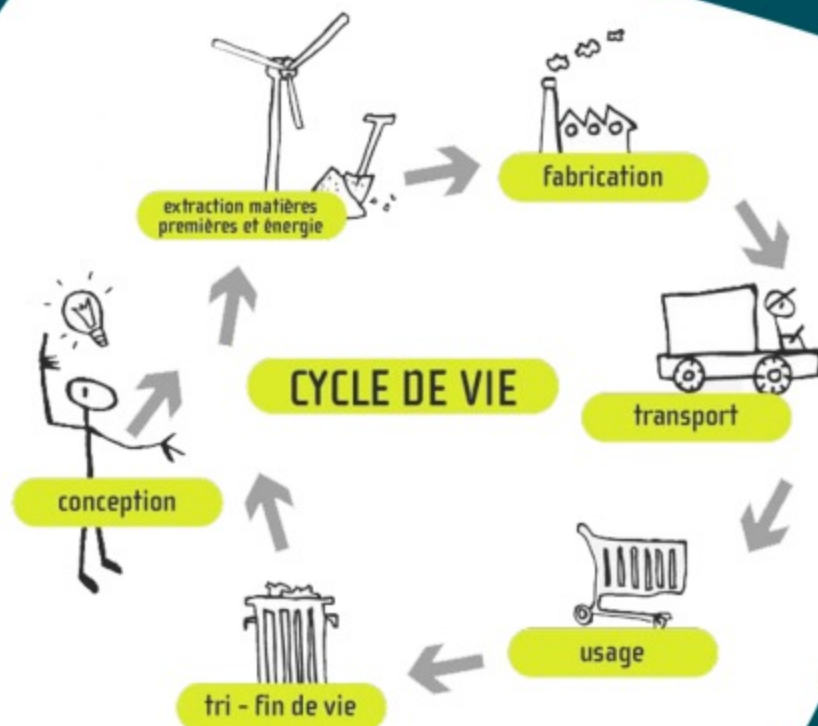 extraction matières
premières et énergie
fabrication
CYCLE DE VIE
transport
conception
usage
tri - fin de vie